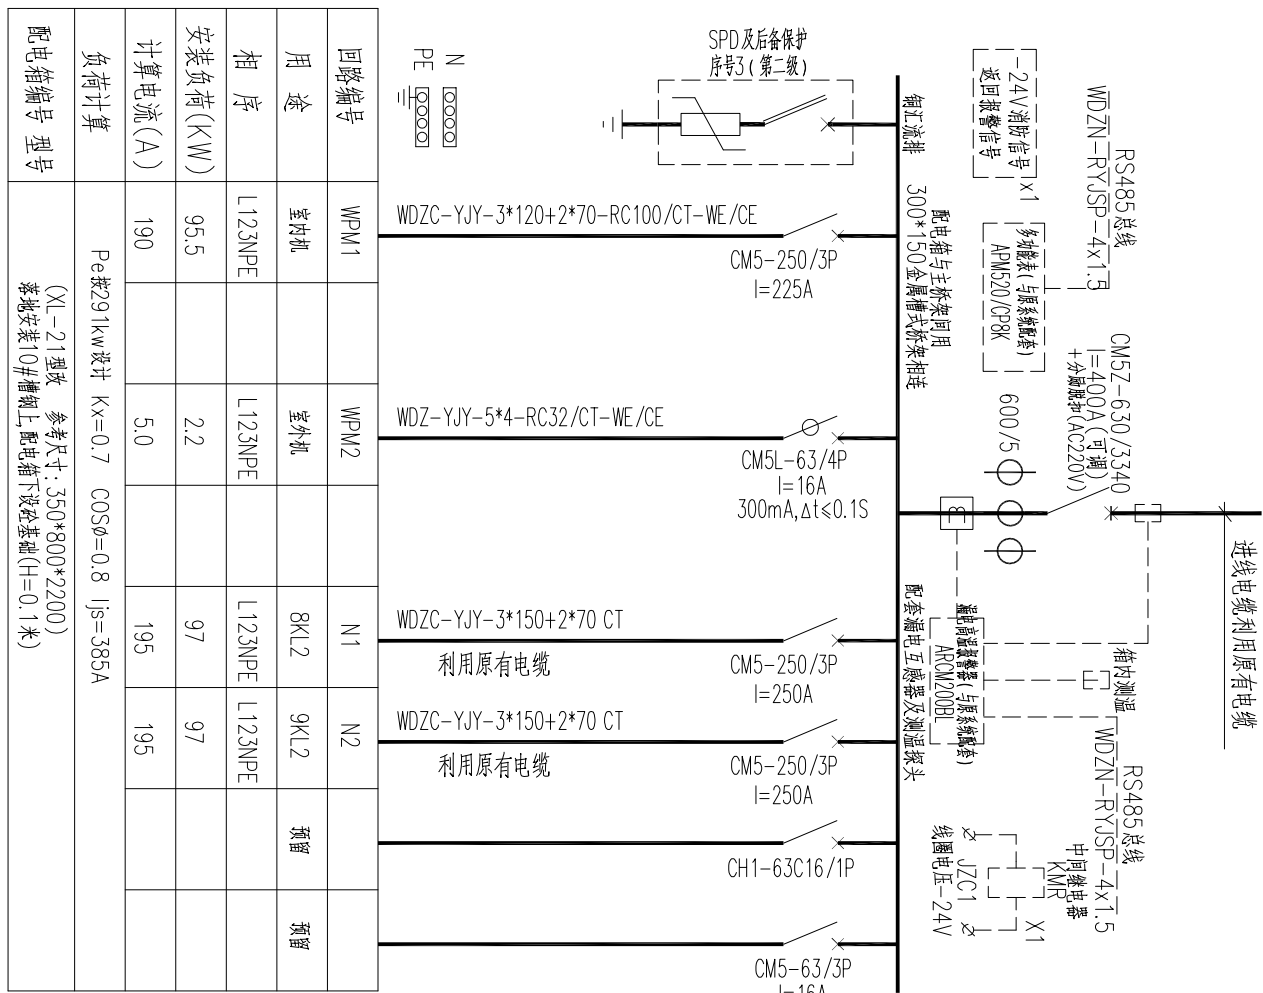 SPD及后备保护
序号3(第二级)
N
PE
铜汇流排
-24V消防信号
返回报警信号
x1
RS485总线
WDZN-RYJSP-4x1.5
多功能表(与原系统配套)
APM520/CP8K
配电箱与主桥架间用
300*150金属槽式桥架相连
CM5Z-630/3340
I=400A(可调)
+分励脱扣(AC220V)
600/5
进线电缆利用原有电缆
箱内测温
漏电高温报警器(与原系统配套)
ARCM200BL
配套漏电互感器及测温探头
RS485总线
WDZN-RYJSP-4x1.5
中间继电器
KMR
X1
JZC1
线圈电压-24V
WDZC-YJY-3*120+2*70-RC100/CT-WE/CE
CM5-250/3P
I=225A
WDZ-YJY-5*4-RC32/CT-WE/CE
CM5L-63/4P
I=16A
300mA,Δt≤0.1S
WDZC-YJY-3*150+2*70 CT
利用原有电缆
CM5-250/3P
I=250A
WDZC-YJY-3*150+2*70 CT
利用原有电缆
CM5-250/3P
I=250A
CH1-63C16/1P
CM5-63/3P
I=16A
回路编号 WPM1 WPM2 N1 N2
用途 室内机 室外机 8KL2 9KL2 预留 预留
相序 L123NPE L123NPE L123NPE L123NPE
安装负荷(KW) 95.5 2.2 97 97
计算电流(A) 190 5.0 195 195
负荷计算 Pe按291kw设计 Kx=0.7 COSø=0.8 Ijs=385A
配电箱编号 型号 (XL-21型改 参考尺寸:350*800*2200)
落地安装10#槽钢上,配电箱下设砼基础(H=0.1米)